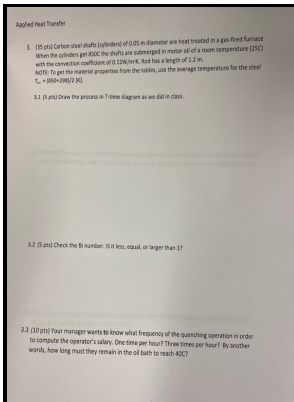 Applied Heat Transfer
3. (35 pts) Carbon steel shafts (cylinders) of 0.05 m diameter are heat treated in a gas-fired furnace
When the cylinders get 850C the shafts are submerged in motor oil of a room temperature (25C)
with the convection coefficient of 0.12W/m²K. Rod has a length of 1.2 m.
NOTE: To get the material properties from the tables, use the average temperature for the steel
= (850+298)/2 [K].
3.1 (5 pts) Draw the process in T-time diagram as we did in class.
3.2 (5 pts) Check the Bi number. IS it less, equal, or larger than 1?
3.3 (10 pts) Your manager wants to know what frequency of the quenching operation in order
to compute the operator's salary. One time per hour? Three times per hour? By another
words, how long must they remain in the oil bath to reach 40C?